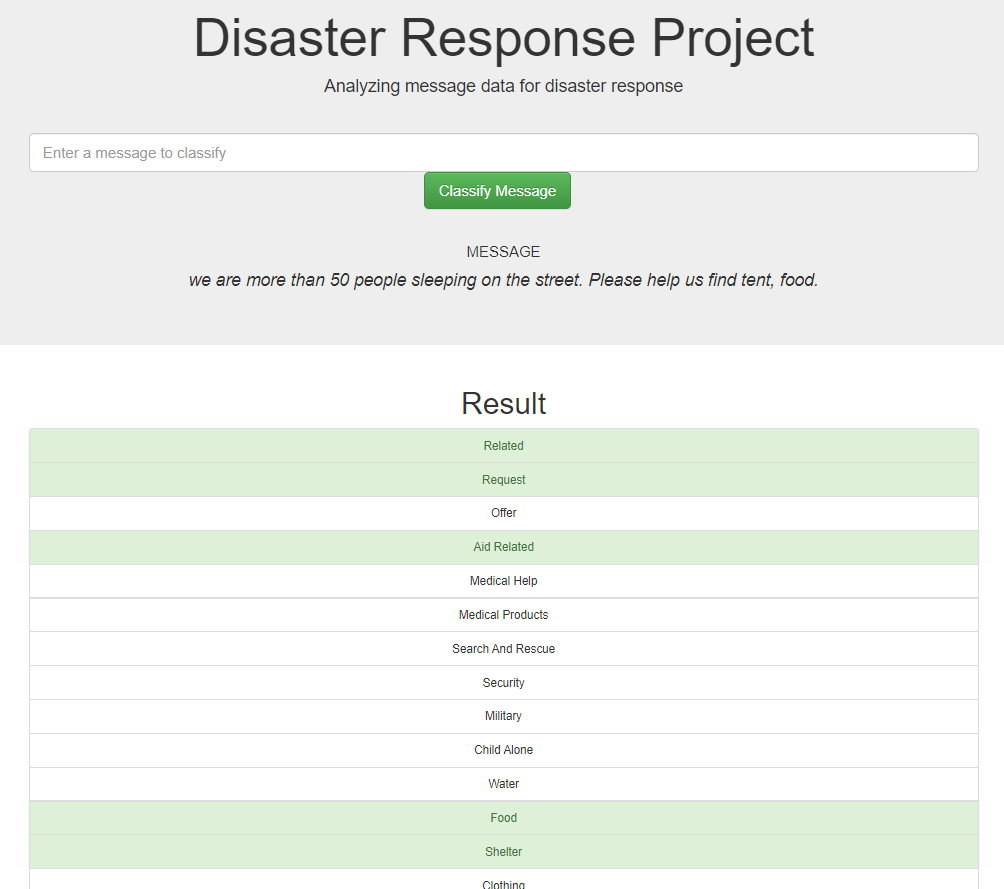 Disaster Response Project
Analyzing message data for disaster response
Enter a message to classify
Classify Message
MESSAGE
we are more than 50 people sleeping on the street. Please help us find tent, food.
Result
Related
Request
Offer
Aid Related
Medical Help
Medical Products
Search And Rescue
Security
Military
Child Alone
Water
Food
Shelter
Clothing